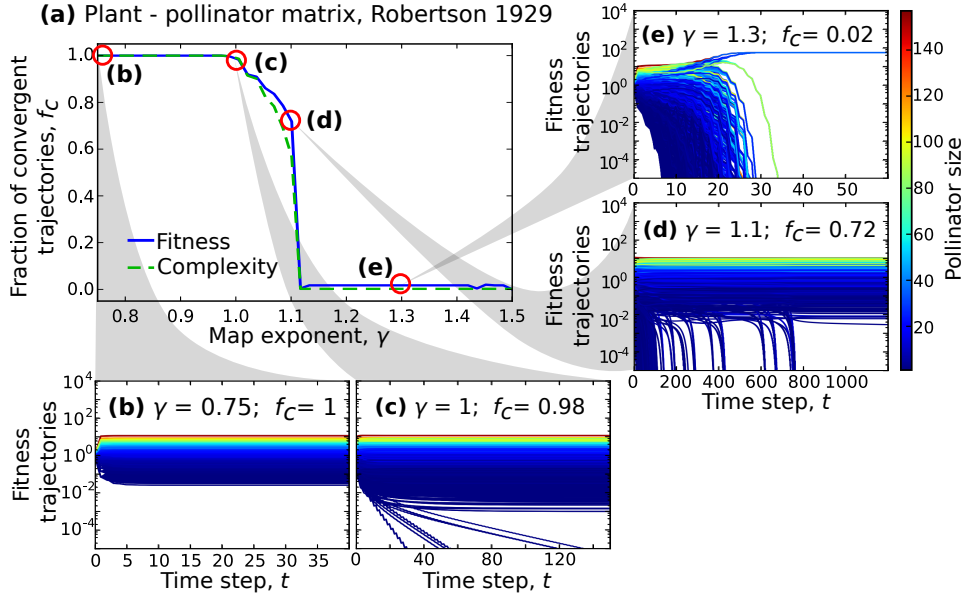 (a) Plant - pollinator matrix, Robertson 1929
Fraction of convergent
trajectories, f_c
1.0
0.8
0.6
0.4
0.2
0.0
(b)
(c)
(d)
(e)
Fitness
Complexity
0.8 0.9 1.0 1.1 1.2 1.3 1.4 1.5
Map exponent, γ
(e) γ = 1.3; f_c = 0.02
Fitness
trajectories
10^4
10^2
10^0
10^-2
10^-4
0 10 20 30 40 50
(d) γ = 1.1; f_c = 0.72
Fitness
trajectories
10^4
10^2
10^0
10^-2
10^-4
0 200 400 600 800 1000
Time step, t
Pollinator size
140
120
100
80
60
40
20
(b) γ = 0.75; f_c = 1
Fitness
trajectories
10^4
10^2
10^0
10^-2
10^-4
0 5 10 15 20 25 30 35
Time step, t
(c) γ = 1; f_c = 0.98
0 40 80 120
Time step, t